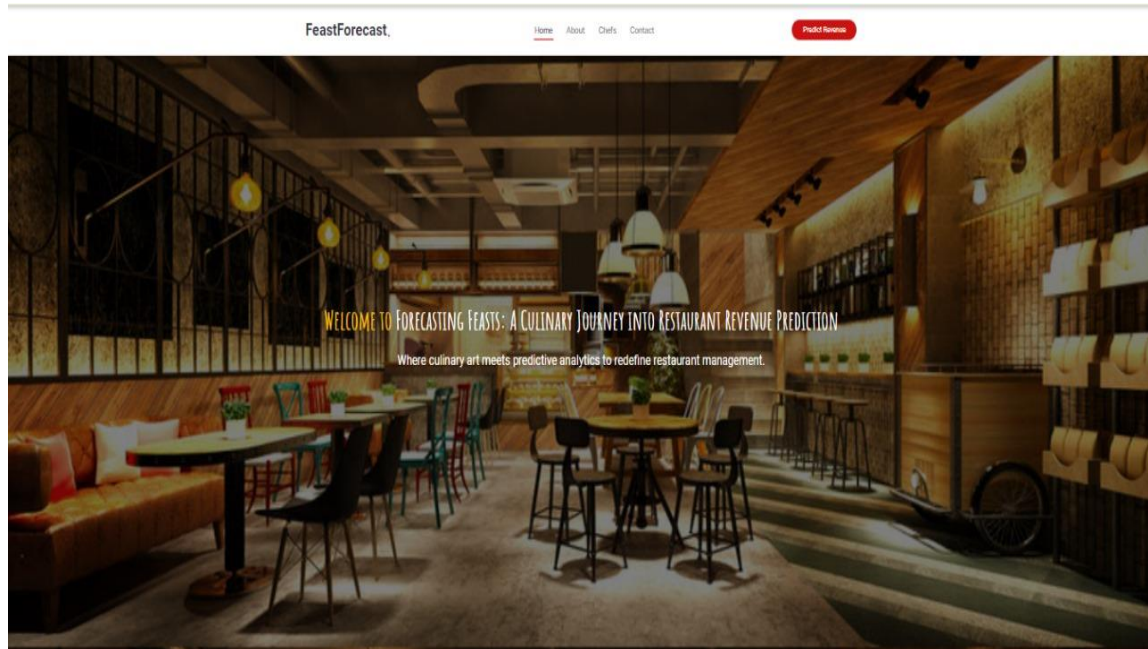 FeastForecast.
Home About Chefs Contact
Predict Revenue
WELCOME TO FORECASTING FEASTS: A CULINARY JOURNEY INTO RESTAURANT REVENUE PREDICTION
Where culinary art meets predictive analytics to redefine restaurant management.